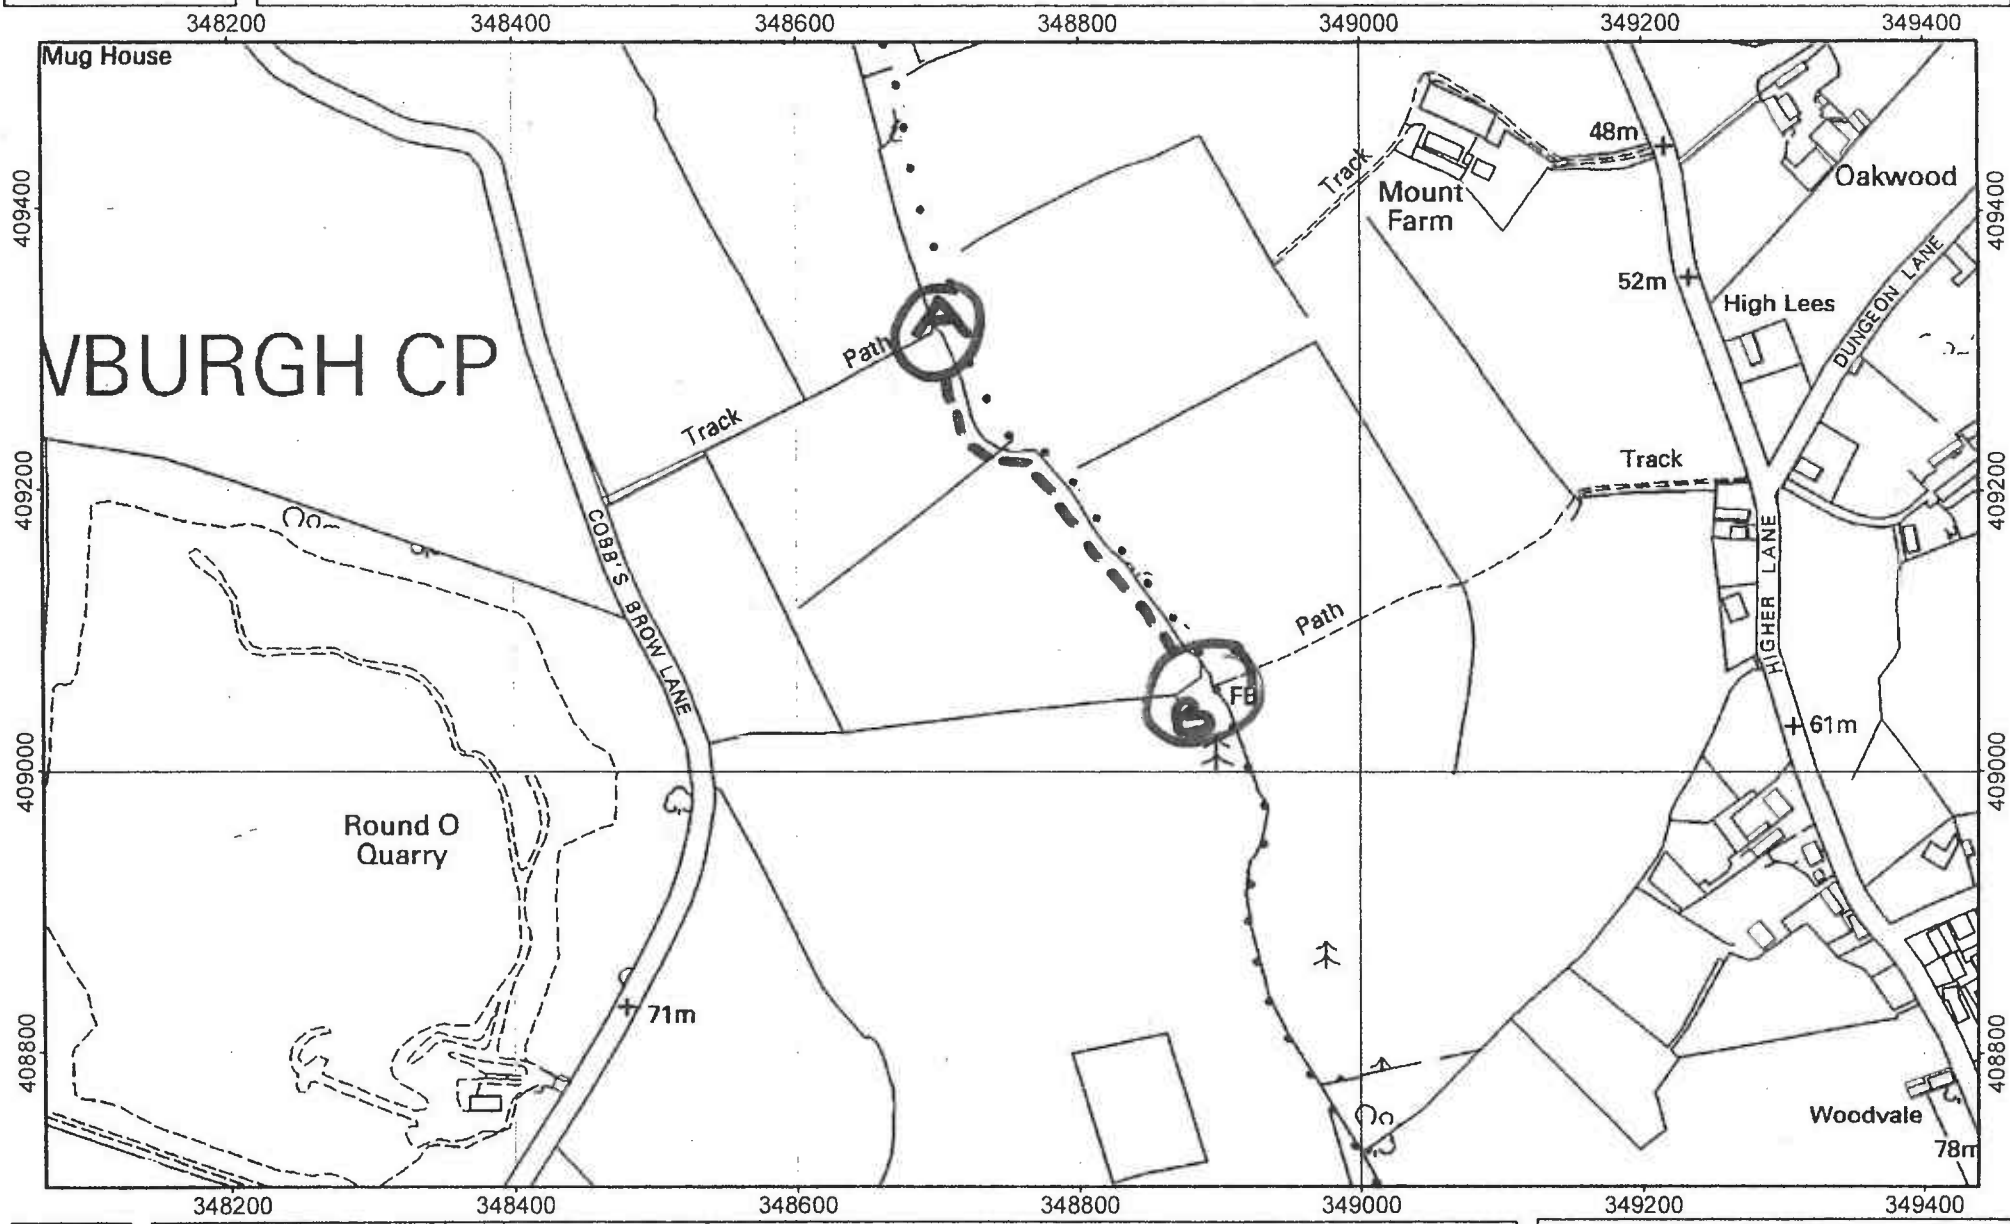 348200 348400 348600 348800 349000 349200 349400
Mug House
48m
409400
409400
Track
Mount
Farm
Oakwood
52m
High Lees
DUNGEON LANE
A
Path
VBURGH CP
Track
Track
409200
409200
COBB'S BROW LANE
HIGHER LANE
Path
FB
61m
409000
409000
Round O
Quarry
71m
408800
408800
Woodvale
78m
348200 348400 348600 348800 349000 349200 349400